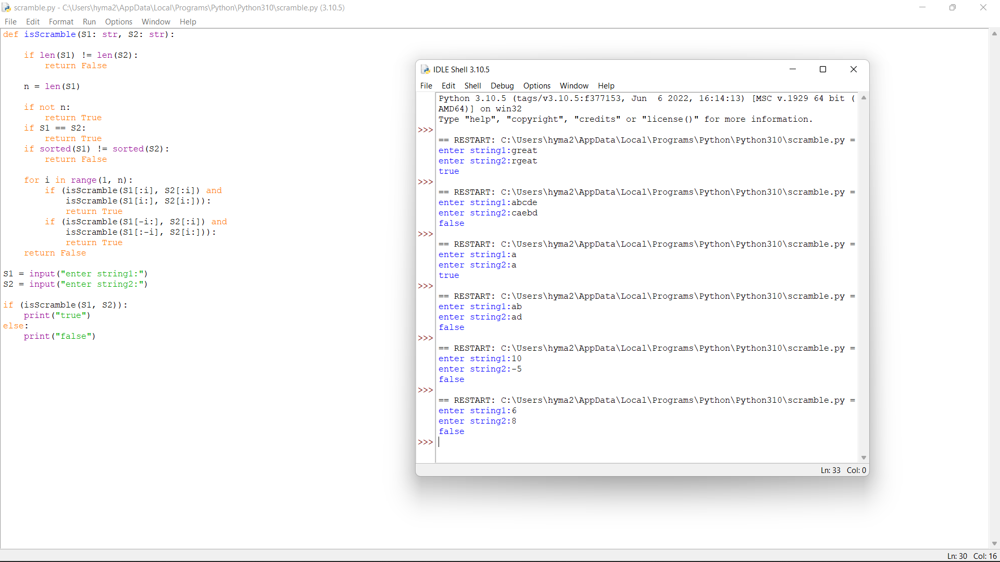 scramble.py - C:\Users\hyma2\AppData\Local\Programs\Python\Python310\scramble.py (3.10.5)
File Edit Format Run Options Window Help
def isScramble(S1: str, S2: str):
    if len(S1) != len(S2):
        return False
    n = len(S1)
    if not n:
        return True
    if S1 == S2:
        return True
    if sorted(S1) != sorted(S2):
        return False
    for i in range(1, n):
        if (isScramble(S1[:i], S2[:i]) and
            isScramble(S1[i:], S2[i:])):
            return True
        if (isScramble(S1[-i:], S2[:i]) and
            isScramble(S1[:-i], S2[i:])):
            return True
    return False
S1 = input("enter string1:")
S2 = input("enter string2:")
if (isScramble(S1, S2)):
    print("true")
else:
    print("false")
IDLE Shell 3.10.5
File Edit Shell Debug Options Window Help
Python 3.10.5 (tags/v3.10.5:f377153, Jun  6 2022, 16:14:13) [MSC v.1929 64 bit (
AMD64)] on win32
Type "help", "copyright", "credits" or "license()" for more information.
>>>
== RESTART: C:\Users\hyma2\AppData\Local\Programs\Python\Python310\scramble.py =
enter string1:great
enter string2:rgeat
true
>>>
== RESTART: C:\Users\hyma2\AppData\Local\Programs\Python\Python310\scramble.py =
enter string1:abcde
enter string2:caebd
false
>>>
== RESTART: C:\Users\hyma2\AppData\Local\Programs\Python\Python310\scramble.py =
enter string1:a
enter string2:a
true
>>>
== RESTART: C:\Users\hyma2\AppData\Local\Programs\Python\Python310\scramble.py =
enter string1:ab
enter string2:ad
false
>>>
== RESTART: C:\Users\hyma2\AppData\Local\Programs\Python\Python310\scramble.py =
enter string1:10
enter string2:-5
false
>>>
== RESTART: C:\Users\hyma2\AppData\Local\Programs\Python\Python310\scramble.py =
enter string1:6
enter string2:8
false
>>>
Ln: 33 Col: 0
Ln: 30 Col: 16